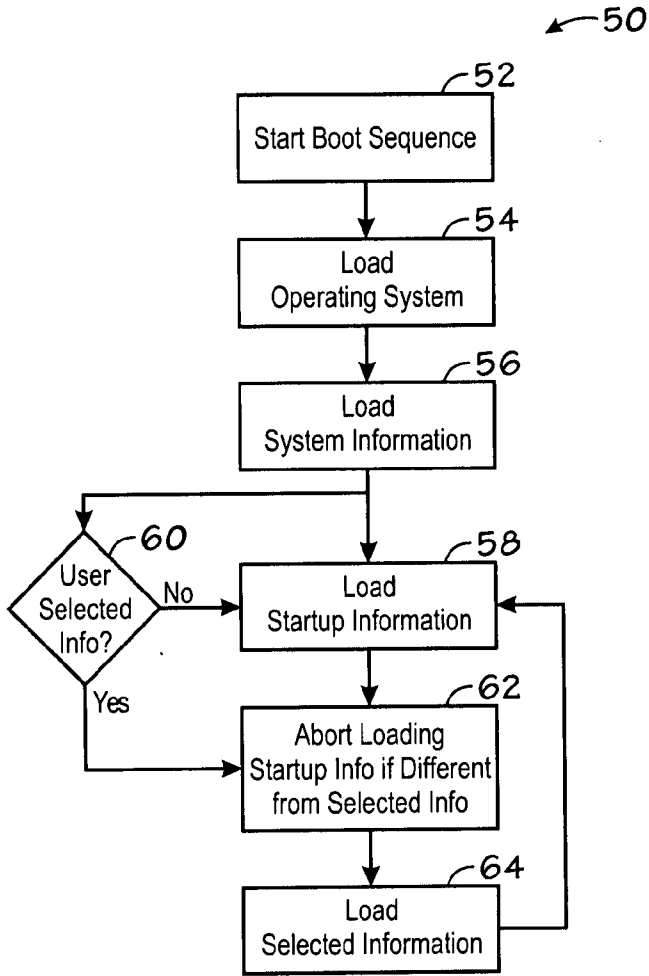 50
52
Start Boot Sequence
54
Load
Operating System
56
Load
System Information
60
User
Selected
Info?
No
Yes
58
Load
Startup Information
62
Abort Loading
Startup Info if Different
from Selected Info
64
Load
Selected Information